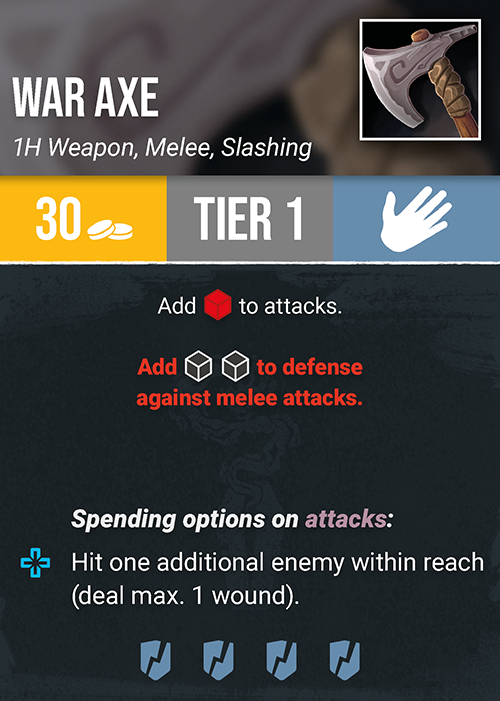 WAR AXE
1H Weapon, Melee, Slashing
30 TIER 1
Add to attacks.
Add to defense
against melee attacks.
Spending options on attacks:
Hit one additional enemy within reach
(deal max. 1 wound).